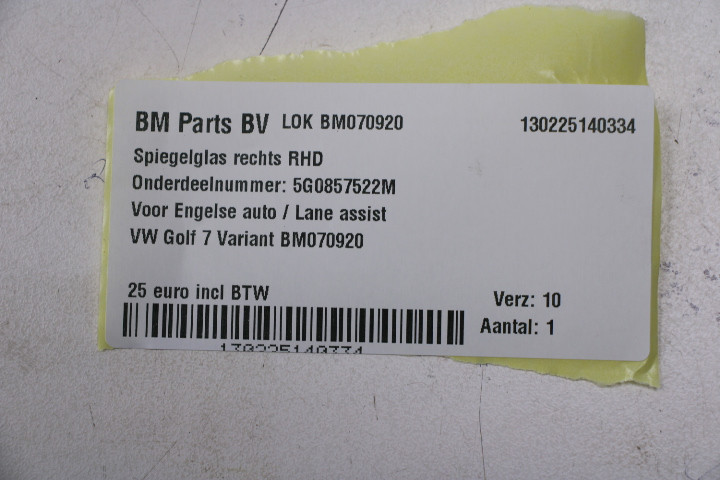 BM Parts BV LOK BM070920 130225140334
Spiegelglas rechts RHD
Onderdeelnummer: 5G0857522M
Voor Engelse auto / Lane assist
VW Golf 7 Variant BM070920
25 euro incl BTW Verz: 10
Aantal: 1
130225140334